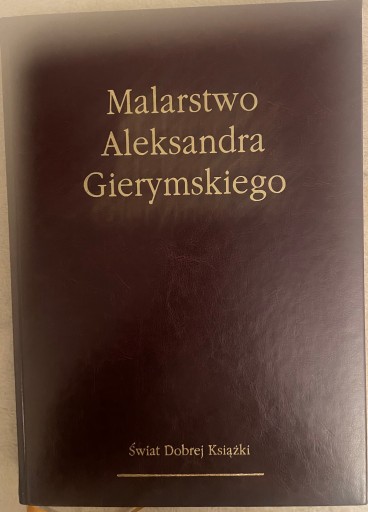 Malarstwo
Aleksandra
Gierymskiego
Świat Dobrej Książki